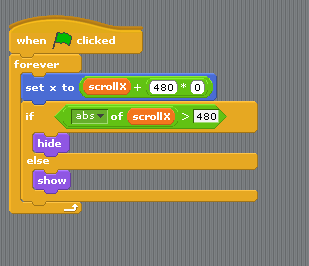 when clicked
forever
set x to scrollX + 480 * 0
if abs of scrollX > 480
hide
else
show